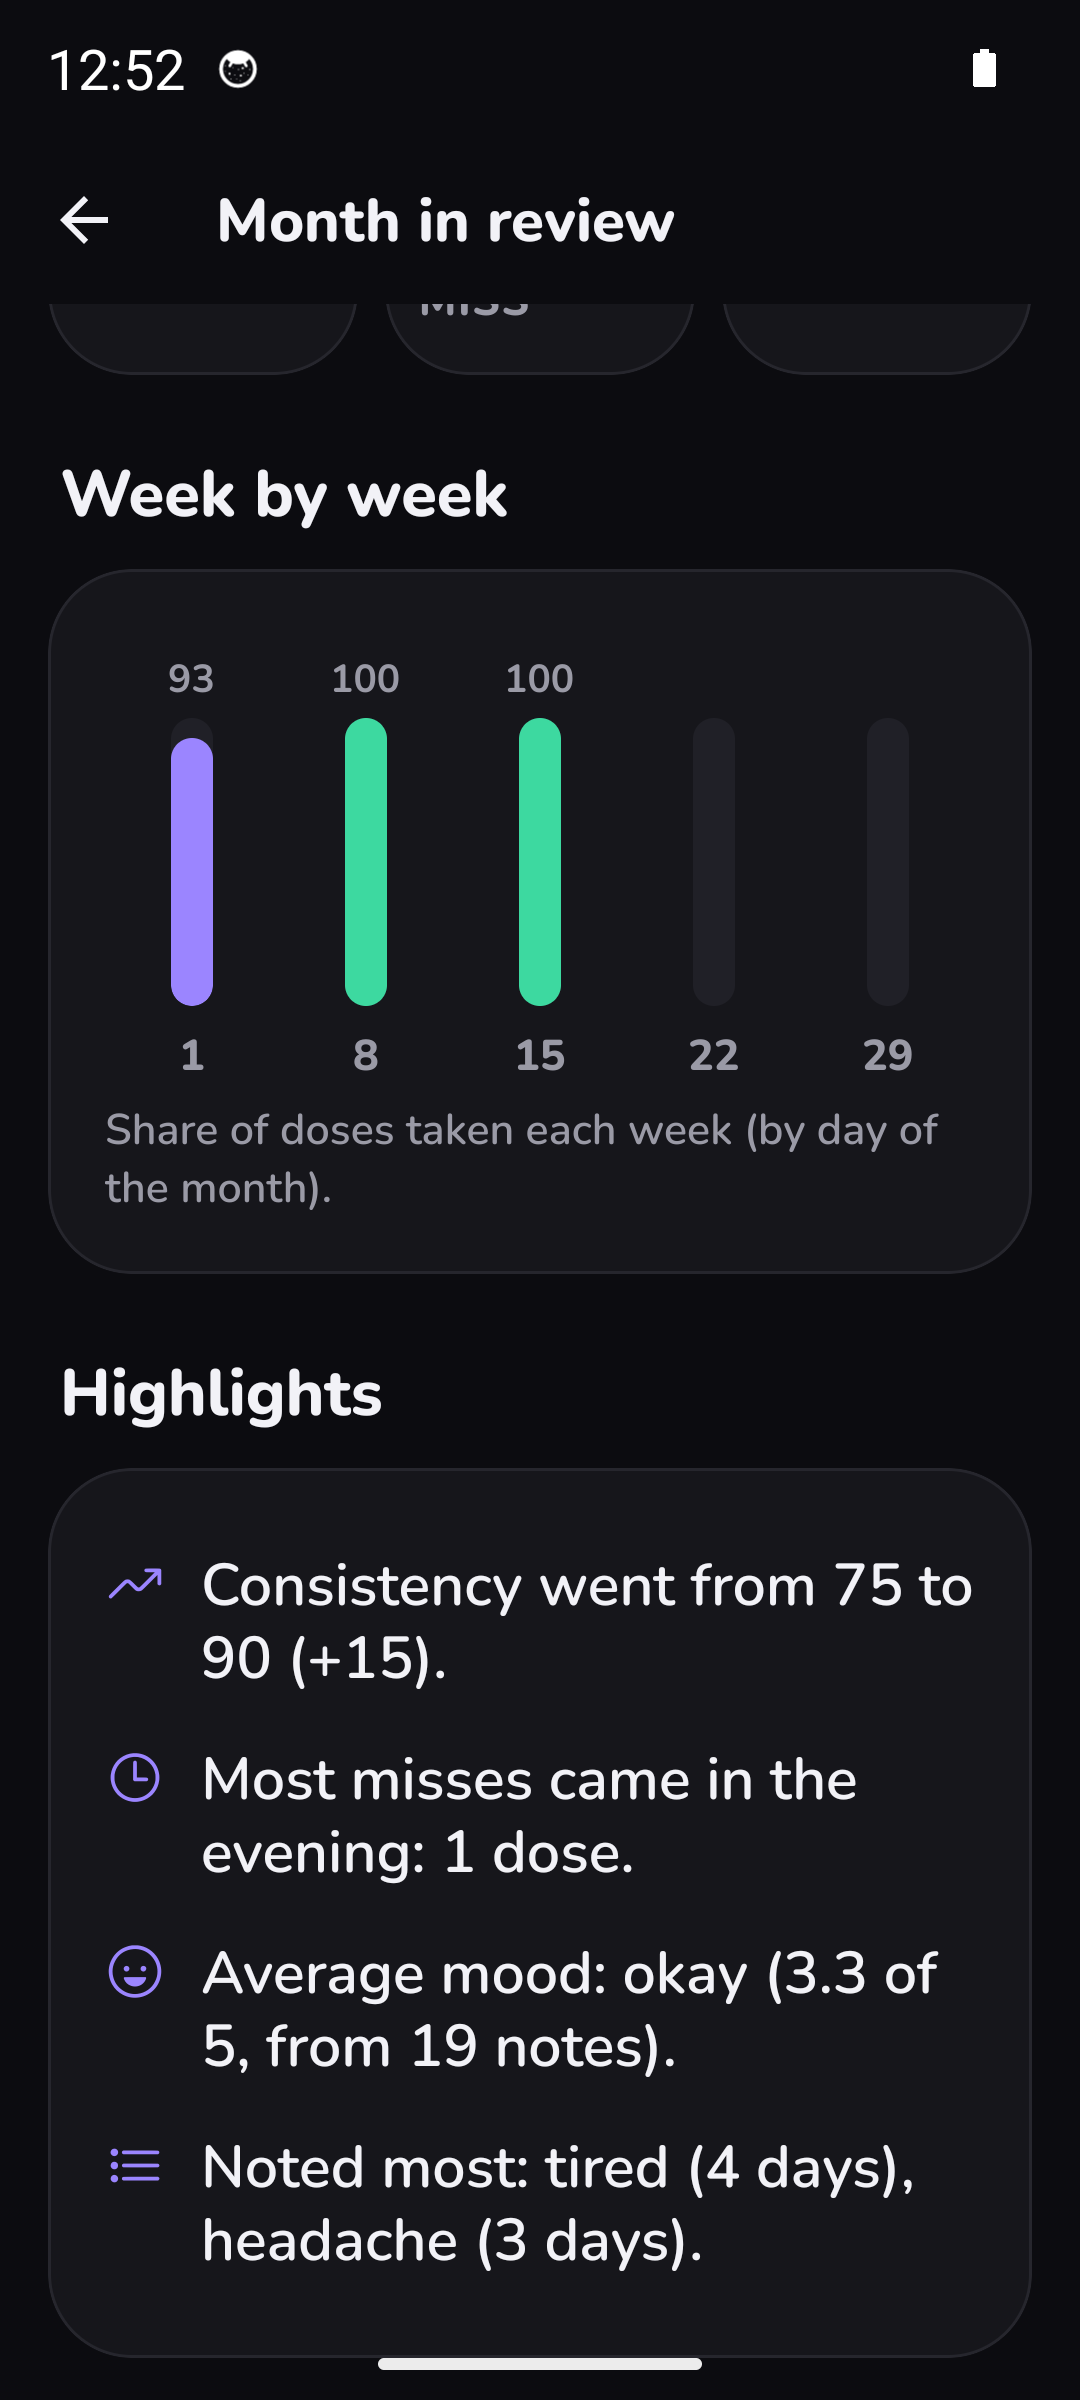 12:52
Month in review
Miss
Week by week
93 100 100
1 8 15 22 29
Share of doses taken each week (by day of
the month).
Highlights
Consistency went from 75 to
90 (+15).
Most misses came in the
evening: 1 dose.
Average mood: okay (3.3 of
5, from 19 notes).
Noted most: tired (4 days),
headache (3 days).